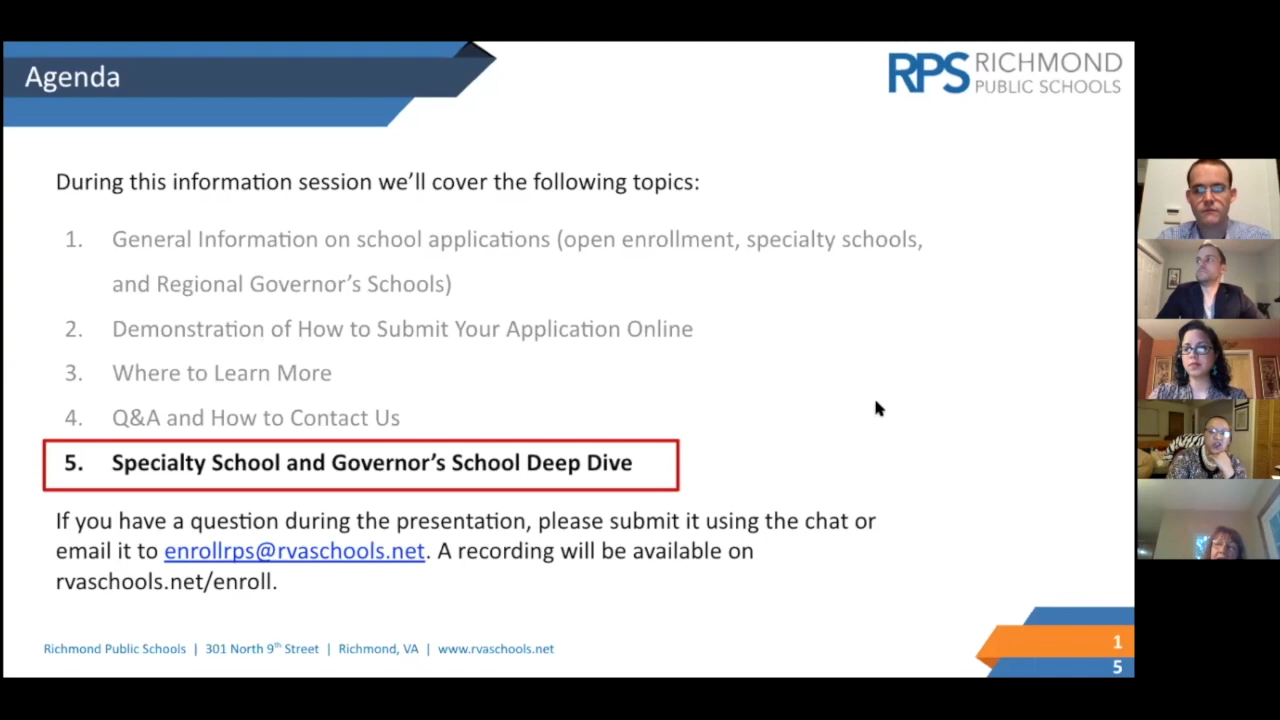 Agenda
RPS RICHMOND
PUBLIC SCHOOLS
During this information session we’ll cover the following topics:
1. General Information on school applications (open enrollment, specialty schools,
and Regional Governor’s Schools)
2. Demonstration of How to Submit Your Application Online
3. Where to Learn More
4. Q&A and How to Contact Us
5. Specialty School and Governor’s School Deep Dive
If you have a question during the presentation, please submit it using the chat or
email it to enrollrps@rvaschools.net. A recording will be available on
rvaschools.net/enroll.
Richmond Public Schools | 301 North 9th Street | Richmond, VA | www.rvaschools.net
1
5